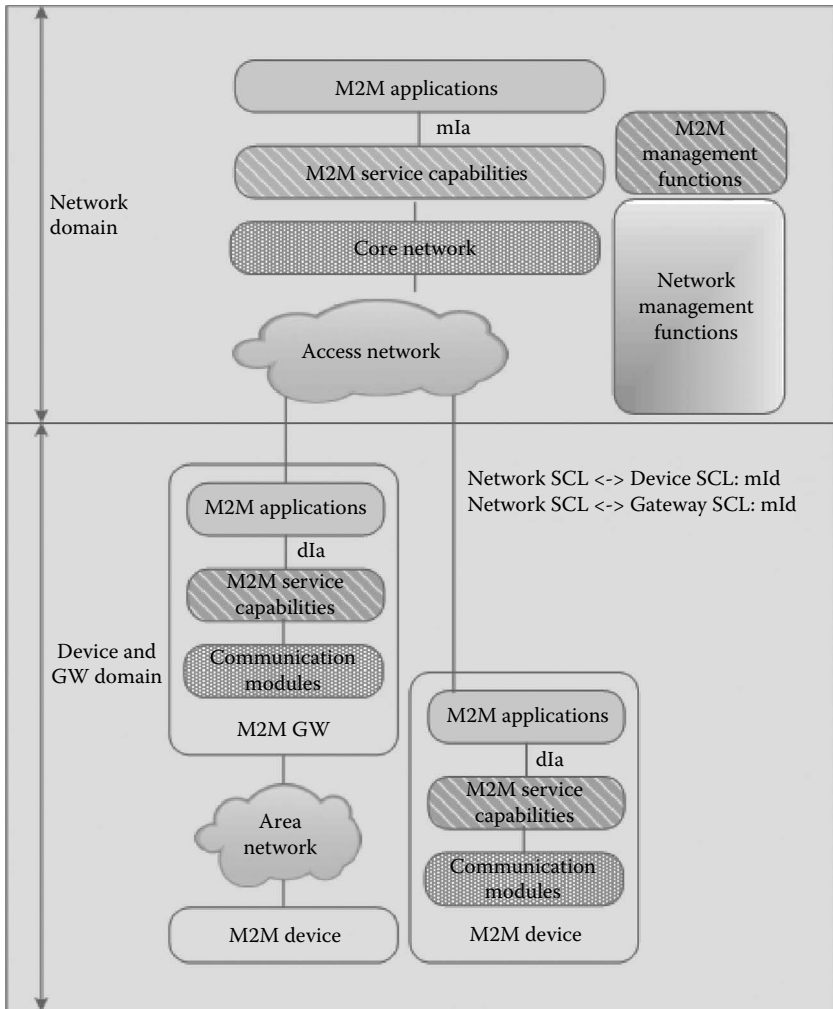 M2M applications
mIa
M2M service capabilities
Core network
Access network
M2M
management
functions
Network
management
functions
Network
domain
Network SCL <-> Device SCL: mId
Network SCL <-> Gateway SCL: mId
Device and
GW domain
M2M applications
dIa
M2M service
capabilities
Communication
modules
M2M GW
Area
network
M2M device
M2M applications
dIa
M2M service
capabilities
Communication
modules
M2M device